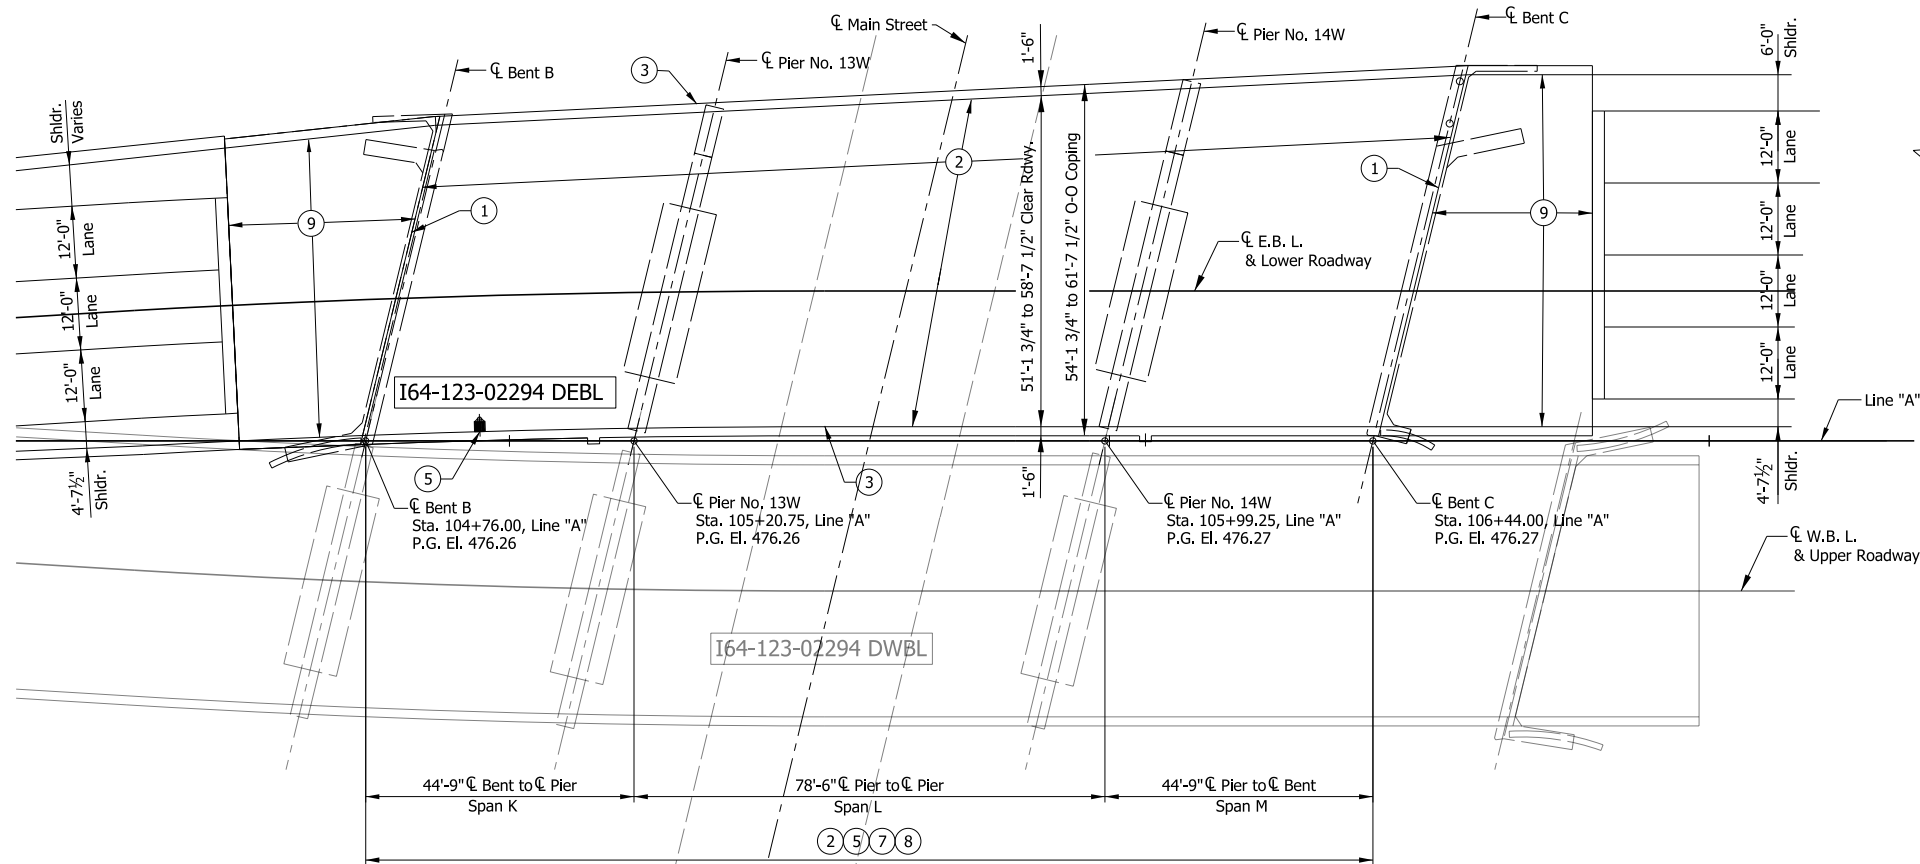 ℄ Main Street
℄ Bent C
℄ Pier No. 14W
℄ Pier No. 13W
℄ Bent B
3
1'-6"
6'-0"
Shldr.
Shldr.
Varies
12'-0"
Lane
12'-0"
Lane
12'-0"
Lane
4'-7½"
Shldr.
9
1
2
51'-1 3/4" to 58'-7 1/2" Clear Rdwy.
54'-1 3/4" to 61'-7 1/2" O-O Coping
1
9
12'-0"
Lane
12'-0"
Lane
12'-0"
Lane
12'-0"
Lane
4'-7½"
Shldr.
℄ E.B. L.
& Lower Roadway
I64-123-02294 DEBL
Line "A"
5
3
1'-6"
℄ Bent B
Sta. 104+76.00, Line "A"
P.G. El. 476.26
℄ Pier No. 13W
Sta. 105+20.75, Line "A"
P.G. El. 476.26
℄ Pier No. 14W
Sta. 105+99.25, Line "A"
P.G. El. 476.27
℄ Bent C
Sta. 106+44.00, Line "A"
P.G. El. 476.27
℄ W.B. L.
& Upper Roadway
I64-123-02294 DWBL
44'-9" ℄ Bent to ℄ Pier
Span K
78'-6" ℄ Pier to ℄ Pier
Span L
44'-9" ℄ Pier to ℄ Bent
Span M
2 5 7 8